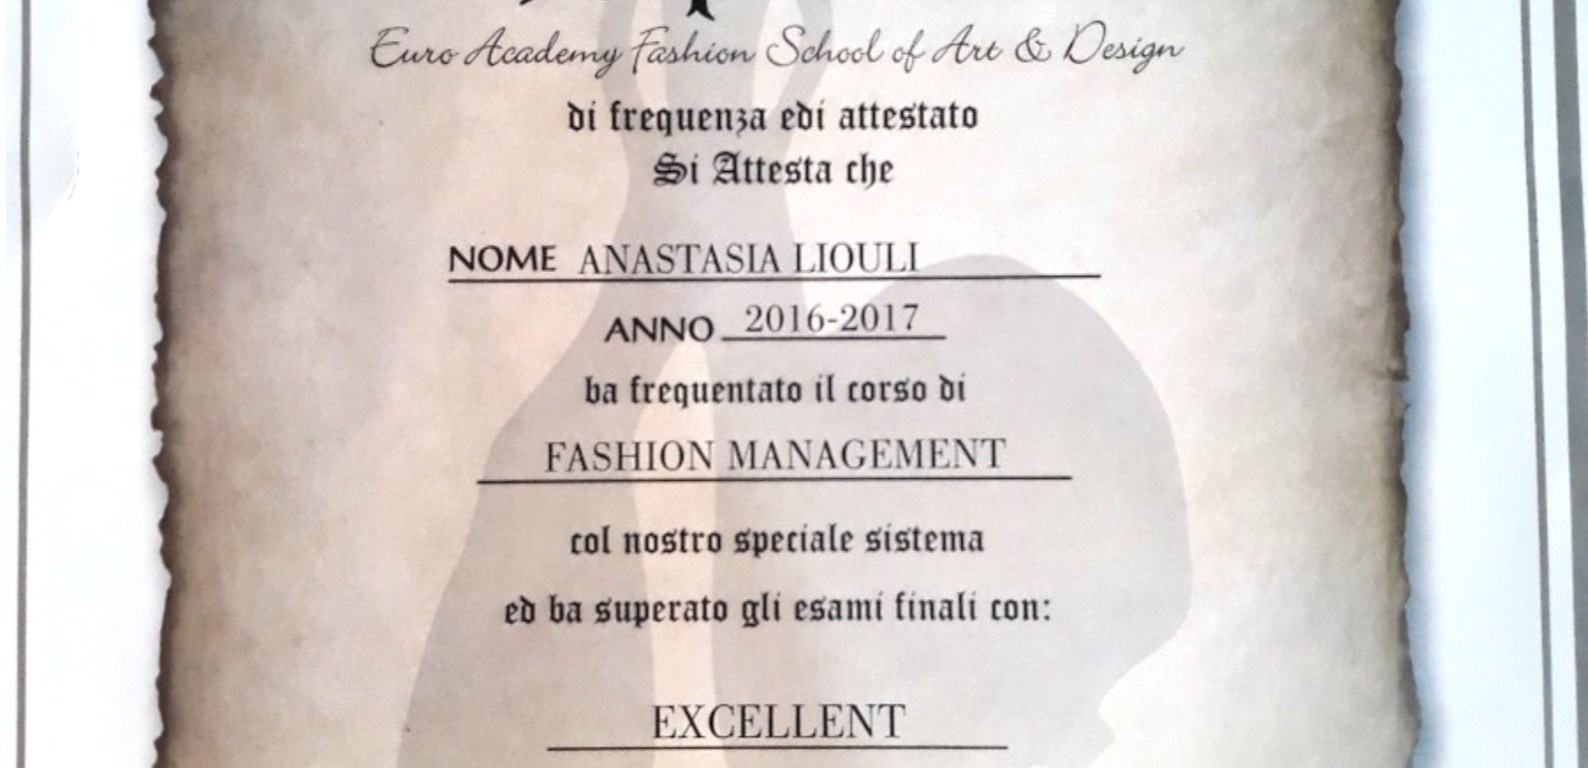 Euro Academy Fashion School of Art & Design
di frequenza edi attestato
Si Attesta che
NOME ANASTASIA LIOULI
ANNO 2016-2017
ha frequentato il corso di
FASHION MANAGEMENT
col nostro speciale sistema
ed ha superato gli esami finali con:
EXCELLENT